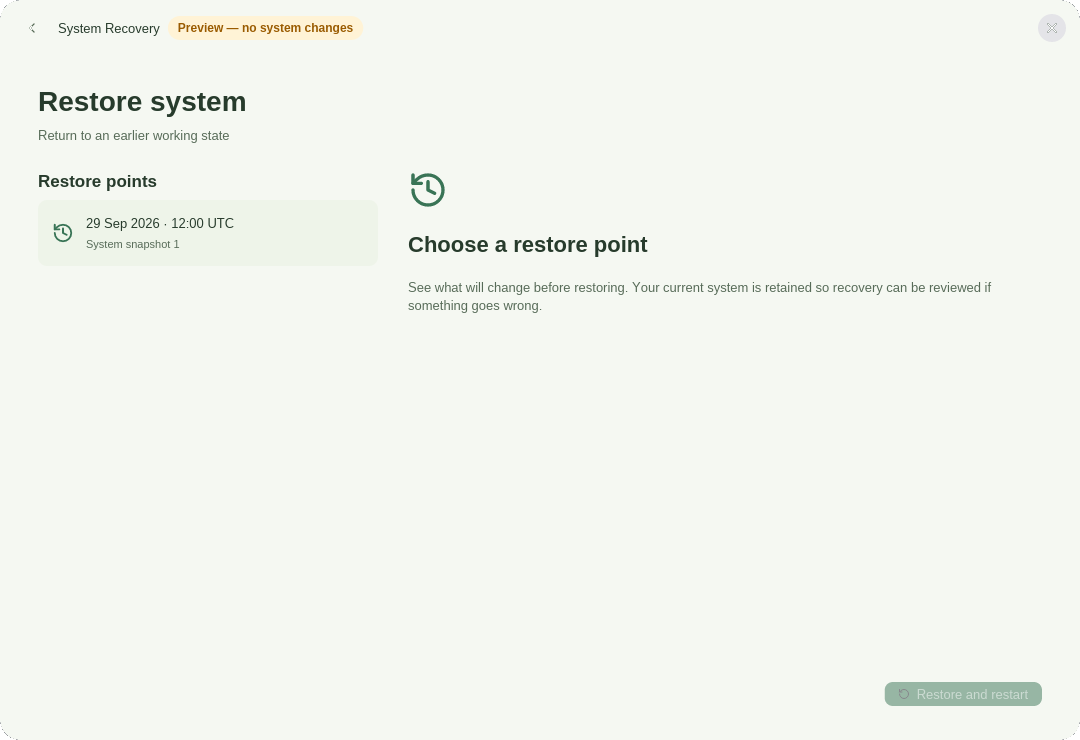 System Recovery
Preview — no system changes
Restore system
Return to an earlier working state
Restore points
29 Sep 2026 · 12:00 UTC
System snapshot 1
Choose a restore point
See what will change before restoring. Your current system is retained so recovery can be reviewed if
something goes wrong.
Restore and restart